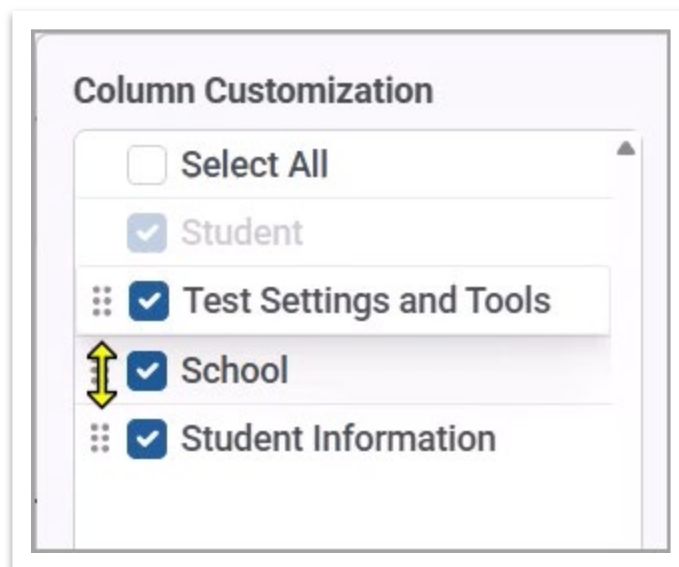 Column Customization
Select All
Student
Test Settings and Tools
School
Student Information